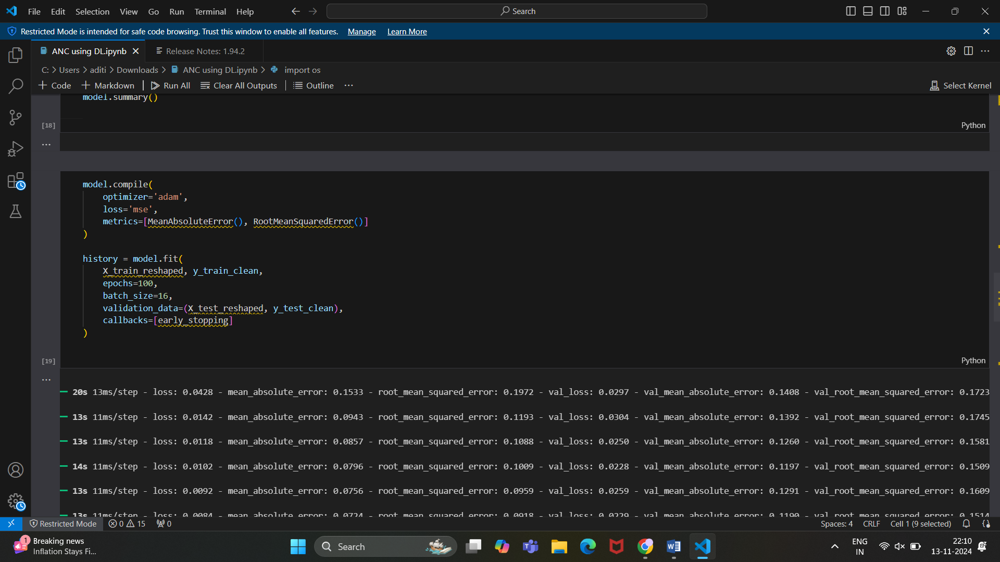 File Edit Selection View Go Run Terminal Help
Search
Restricted Mode is intended for safe code browsing. Trust this window to enable all features. Manage Learn More
ANC using DL.ipynb Release Notes: 1.94.2
C: > Users > aditi > Downloads > ANC using DL.ipynb > import os
+ Code + Markdown | Run All Clear All Outputs | Outline ... Select Kernel
model.summary()
[18] Python
...
model.compile(
    optimizer='adam',
    loss='mse',
    metrics=[MeanAbsoluteError(), RootMeanSquaredError()]
)
history = model.fit(
    X_train_reshaped, y_train_clean,
    epochs=100,
    batch_size=16,
    validation_data=(X_test_reshaped, y_test_clean),
    callbacks=[early_stopping]
)
[19] Python
...
20s 13ms/step - loss: 0.0428 - mean_absolute_error: 0.1533 - root_mean_squared_error: 0.1972 - val_loss: 0.0297 - val_mean_absolute_error: 0.1408 - val_root_mean_squared_error: 0.1723
13s 11ms/step - loss: 0.0142 - mean_absolute_error: 0.0943 - root_mean_squared_error: 0.1193 - val_loss: 0.0304 - val_mean_absolute_error: 0.1392 - val_root_mean_squared_error: 0.1745
13s 11ms/step - loss: 0.0118 - mean_absolute_error: 0.0857 - root_mean_squared_error: 0.1088 - val_loss: 0.0250 - val_mean_absolute_error: 0.1260 - val_root_mean_squared_error: 0.1581
14s 11ms/step - loss: 0.0102 - mean_absolute_error: 0.0796 - root_mean_squared_error: 0.1009 - val_loss: 0.0228 - val_mean_absolute_error: 0.1197 - val_root_mean_squared_error: 0.1509
13s 11ms/step - loss: 0.0092 - mean_absolute_error: 0.0756 - root_mean_squared_error: 0.0959 - val_loss: 0.0259 - val_mean_absolute_error: 0.1291 - val_root_mean_squared_error: 0.1609
13s 11ms/step - loss: 0.0084 - mean_absolute_error: 0.0724 - root_mean_squared_error: 0.0918 - val_loss: 0.0229 - val_mean_absolute_error: 0.1190 - val_root_mean_squared_error: 0.1514
Restricted Mode 0 15 0 Spaces: 4 CRLF Cell 1 (9 selected)
1 Breaking news
Inflation Stays Fi...
Search
ENG
IN
22:10
13-11-2024